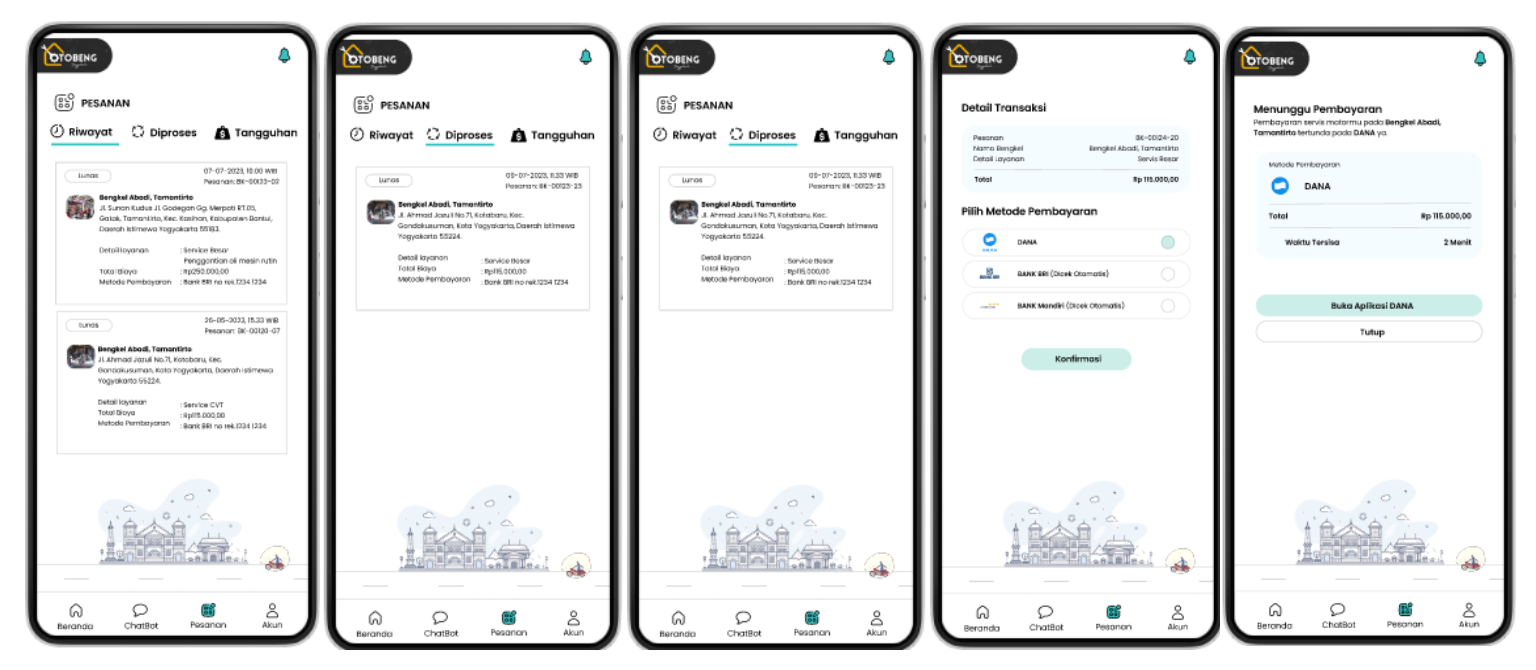 OTOBENG
PESANAN
Riwayat Diproses Tangguhan
Lunas
07-07-2023, 10.00 WIB
Pesanan: BK-00123-02
Bengkel Abadi, Tamantirto
Jl. Sunan Kudus Jl. Gadegan Gg. Merpati RT.05,
Gatak, Tamantirto, Kec. Kasihan, Kabupaten Bantul,
Daerah Istimewa Yogyakarta 55183.
Detail layanan : Service Besar
Penggantian oli mesin rutin
Total Biaya : Rp250.000,00
Metode Pembayaran : Bank BRI no rek.1234 1234
Lunas
26-05-2023, 15.33 WIB
Pesanan: BK-00120-07
Bengkel Abadi, Tamantirto
Jl. Ahmad Jazuli No.71, Kotabaru, Kec.
Gondokusuman, Kota Yogyakarta, Daerah Istimewa
Yogyakarta 55224.
Detail layanan : Service CVT
Total Biaya : Rp115.000,00
Metode Pembayaran : Bank BRI no rek.1234 1234
Beranda ChatBot Pesanan Akun
OTOBENG
PESANAN
Riwayat Diproses Tangguhan
Lunas
09-07-2023, 11.33 WIB
Pesanan: BK-00123-23
Bengkel Abadi, Tamantirto
Jl. Ahmad Jazuli No.71, Kotabaru, Kec.
Gondokusuman, Kota Yogyakarta, Daerah Istimewa
Yogyakarta 55224.
Detail layanan : Service Besar
Total Biaya : Rp115.000,00
Metode Pembayaran : Bank BRI no rek.1234 1234
Beranda ChatBot Pesanan Akun
OTOBENG
PESANAN
Riwayat Diproses Tangguhan
Lunas
09-07-2023, 11.33 WIB
Pesanan: BK-00123-23
Bengkel Abadi, Tamantirto
Jl. Ahmad Jazuli No.71, Kotabaru, Kec.
Gondokusuman, Kota Yogyakarta, Daerah Istimewa
Yogyakarta 55224.
Detail layanan : Service Besar
Total Biaya : Rp115.000,00
Metode Pembayaran : Bank BRI no rek.1234 1234
Beranda ChatBot Pesanan Akun
OTOBENG
Detail Transaksi
Pesanan BK-00124-20
Nama Bengkel Bengkel Abadi, Tamantirto
Detail Layanan Servis Besar
Total Rp 115.000,00
Pilih Metode Pembayaran
DANA
DANA
BANK BRI (Dicek Otomatis)
BANK Mandiri (Dicek Otomatis)
Konfirmasi
Beranda ChatBot Pesanan Akun
OTOBENG
Menunggu Pembayaran
Pembayaran servis motormu pada Bengkel Abadi,
Tamantirto tertunda pada DANA ya.
Metode Pembayaran
DANA
Total Rp 115.000,00
Waktu Tersisa 2 Menit
Buka Aplikasi DANA
Tutup
Beranda ChatBot Pesanan Akun